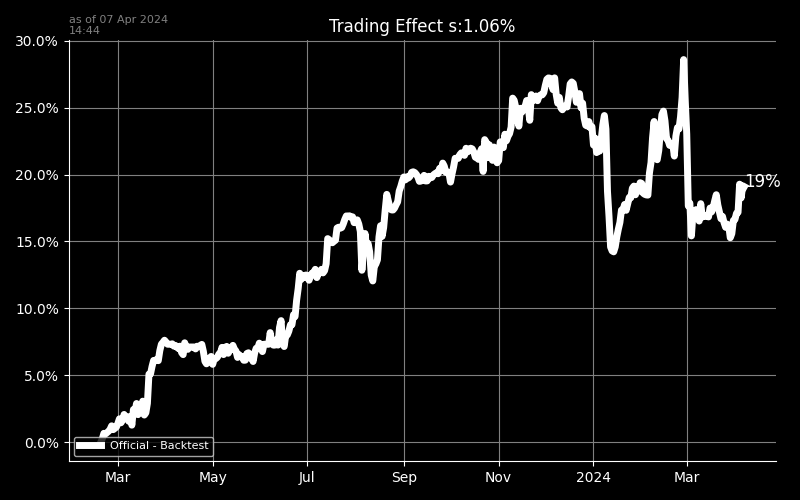 as of 07 Apr 2024
14:44
Trading Effect s:1.06%
30.0%
25.0%
20.0%
15.0%
10.0%
5.0%
0.0%
19%
Official - Backtest
Mar
May
Jul
Sep
Nov
2024
Mar